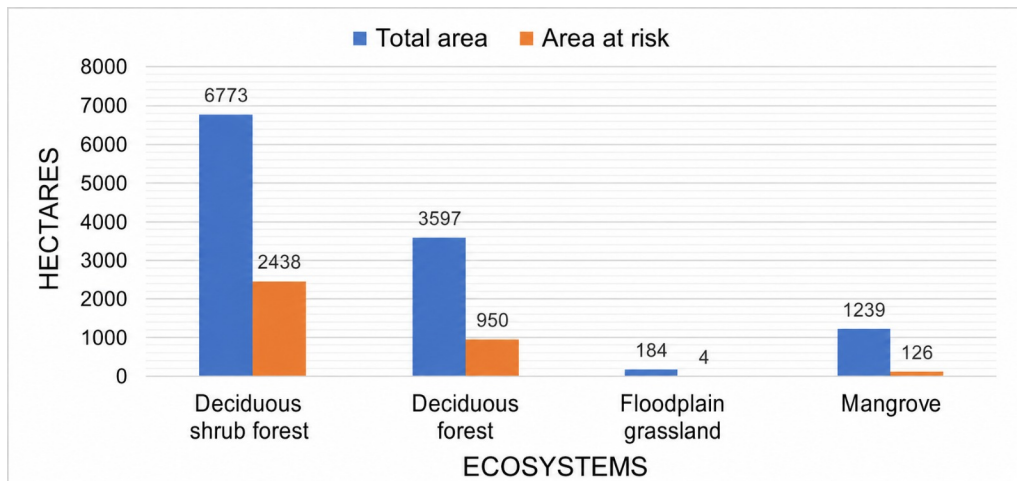 Total area Area at risk
HECTARES
8000
7000
6000
5000
4000
3000
2000
1000
0
6773
2438
3597
950
184
4
1239
126
Deciduous
shrub forest
Deciduous
forest
Floodplain
grassland
Mangrove
ECOSYSTEMS